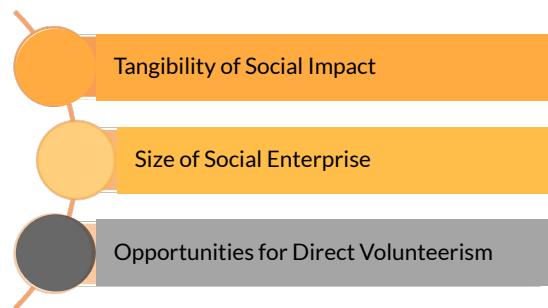 Tangibility of Social Impact
Size of Social Enterprise
Opportunities for Direct Volunteerism